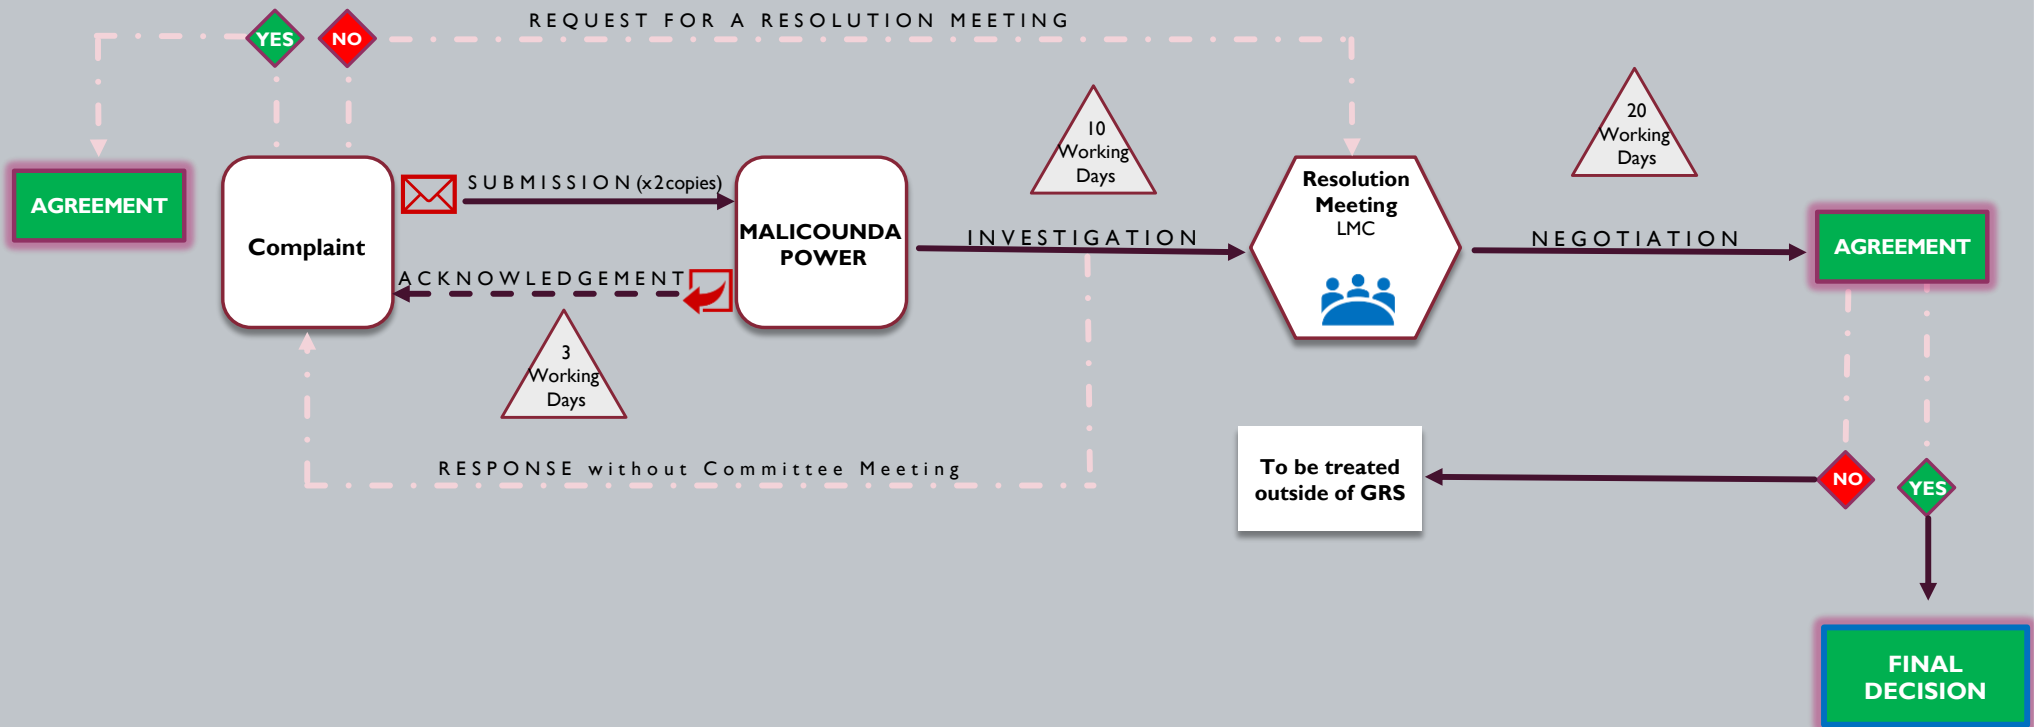 REQUEST FOR A RESOLUTION MEETING
YES
NO
10
Working
Days
20
Working
Days
AGREEMENT
Complaint
SUBMISSION (x2copies)
ACKNOWLEDGEMENT
MALICOUNDA
POWER
INVESTIGATION
Resolution
Meeting
LMC
NEGOTIATION
AGREEMENT
3
Working
Days
RESPONSE without Committee Meeting
To be treated
outside of GRS
NO
YES
FINAL
DECISION